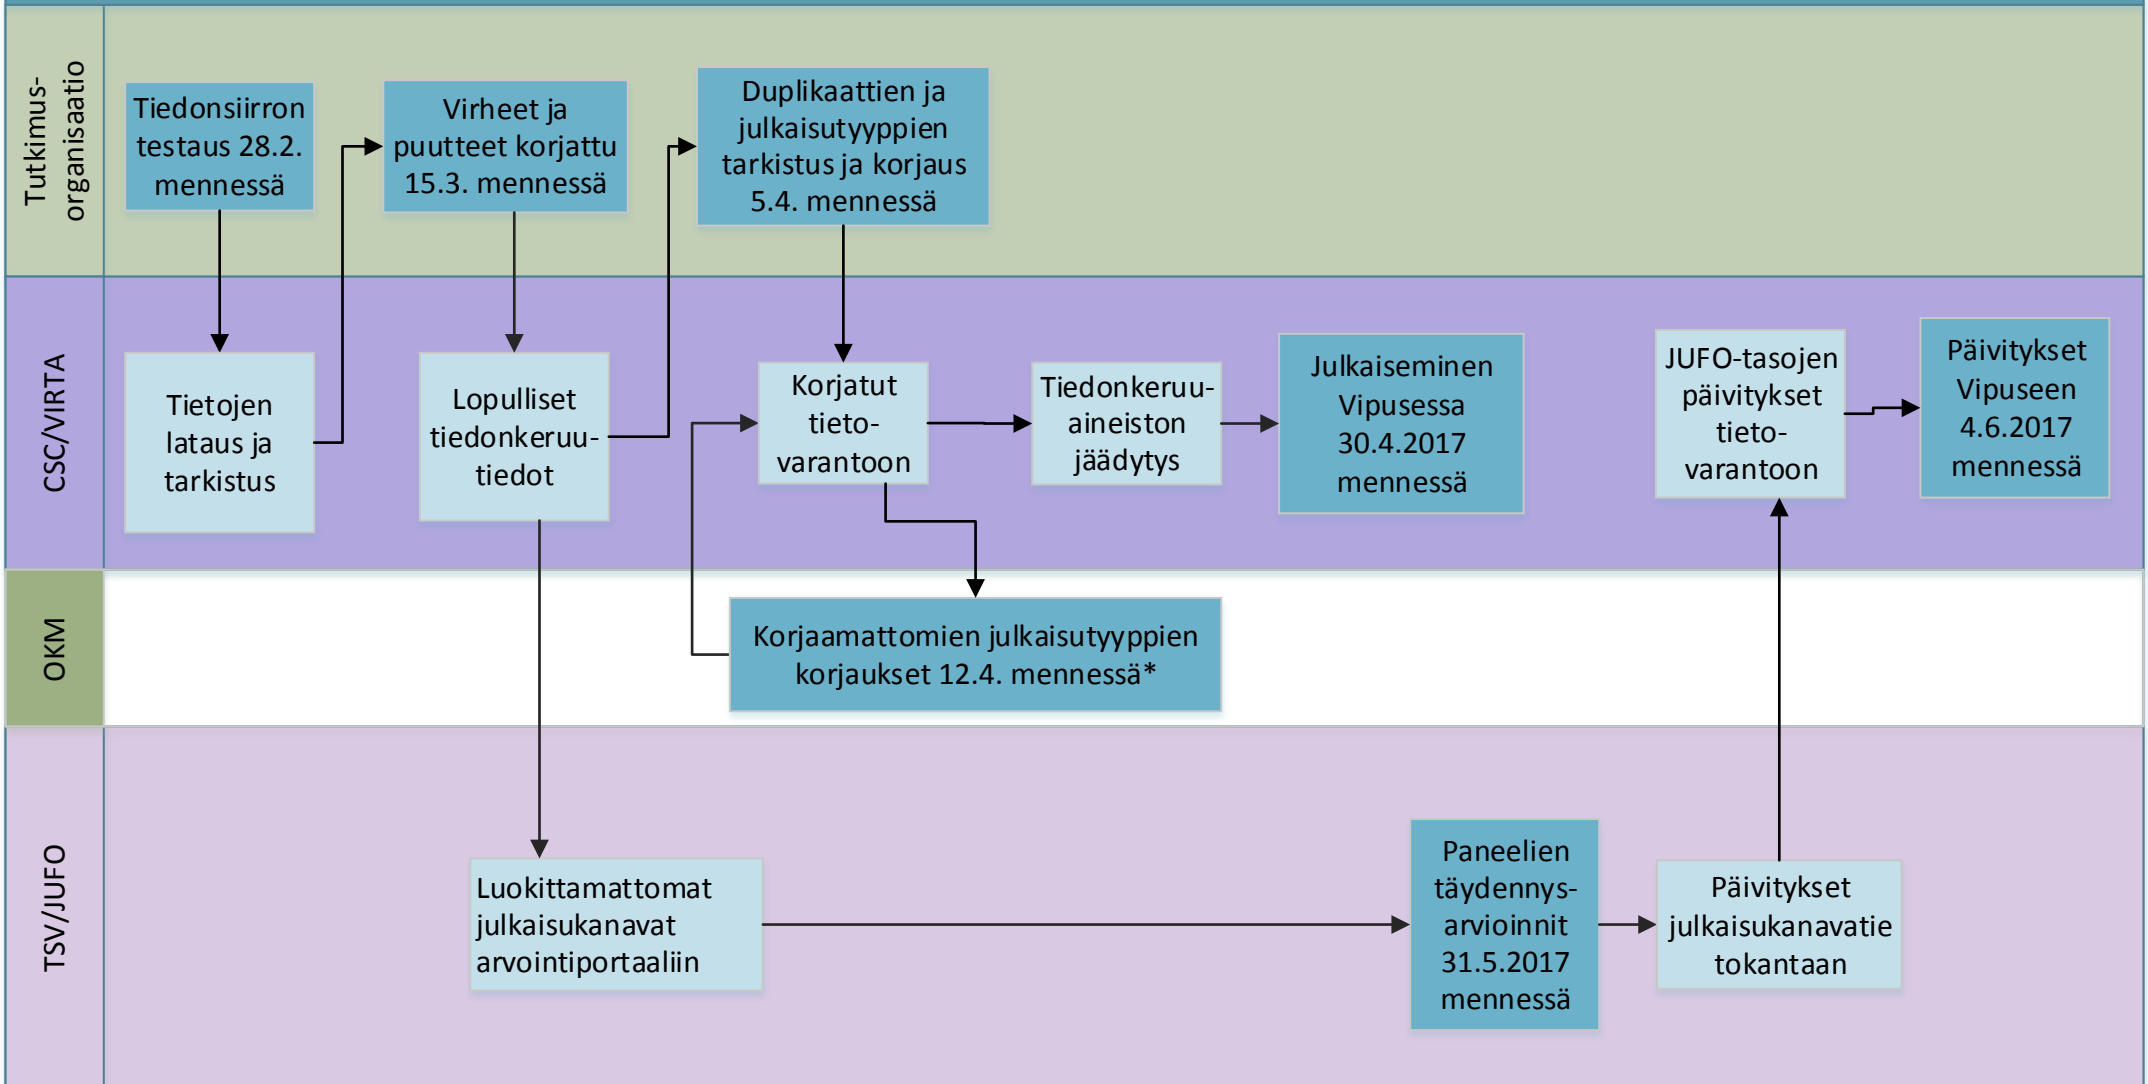 Tutkimus-
organisaatio
Tiedonsiirron
testaus 28.2.
mennessä
Virheet ja
puutteet korjattu
15.3. mennessä
Duplikaattien ja
julkaisutyyppien
tarkistus ja korjaus
5.4. mennessä
CSC/VIRTA
Tietojen
lataus ja
tarkistus
Lopulliset
tiedonkeruu-
tiedot
Korjatut
tieto-
varantoon
Tiedonkeruu-
aineiston
jäädytys
Julkaiseminen
Vipusessa
30.4.2017
mennessä
JUFO-tasojen
päivitykset
tieto-
varantoon
Päivitykset
Vipuseen
4.6.2017
mennessä
OKM
Korjaamattomien julkaisutyyppien
korjaukset 12.4. mennessä*
TSV/JUFO
Luokittamattomat
julkaisukanavat
arvointiportaaliin
Paneelien
täydennys-
arvioinnit
31.5.2017
mennessä
Päivitykset
julkaisukanavatie
tokantaan